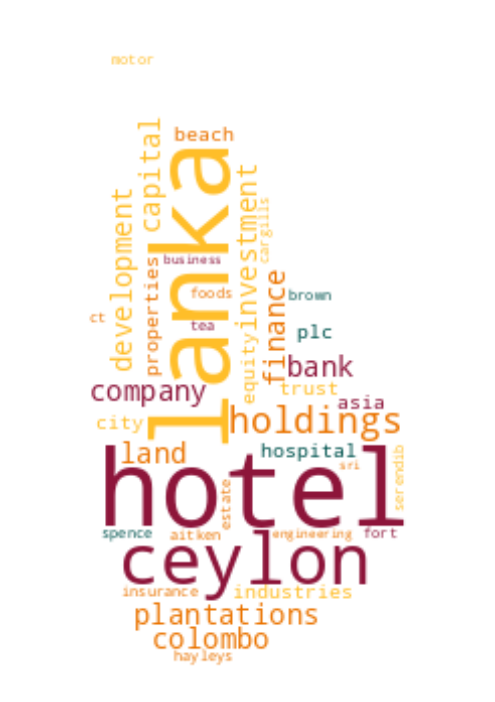 motor
capital
beach
lanka
development
investment
cargills
properties
business
finance
foods
brown
ct
tea
plc
equity
bank
company
trust
asia
city
holdings
land
hospital
sri
serendib
hotel
estate
spence
aitken
engineering
fort
ceylon
insurance
industries
plantations
colombo
hayleys